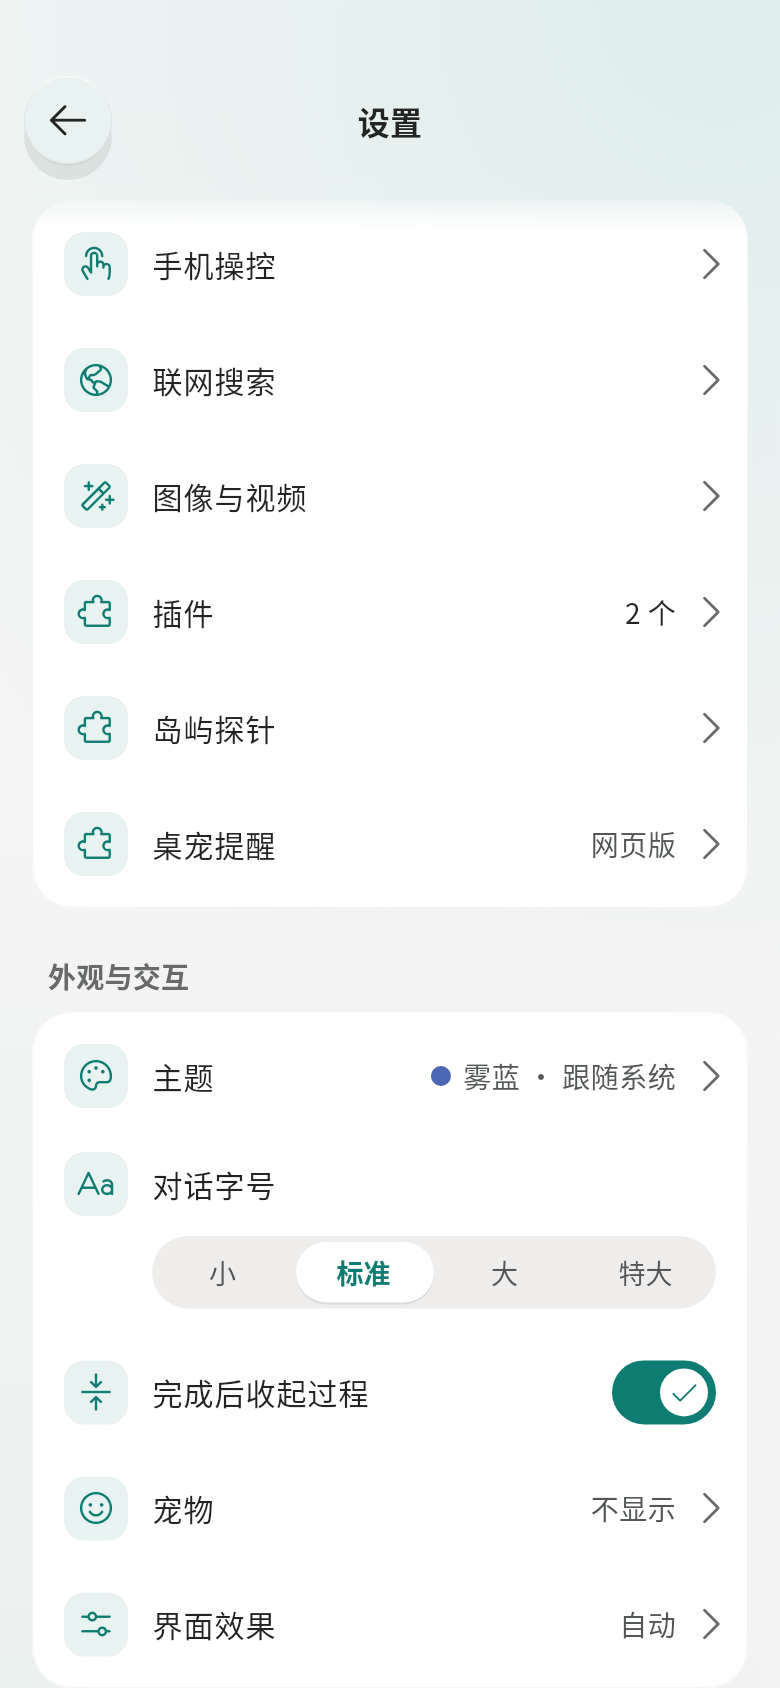 设置
手机操控
联网搜索
图像与视频
插件 2 个
岛屿探针
桌宠提醒 网页版
外观与交互
主题 雾蓝 · 跟随系统
Aa 对话字号
小 标准 大 特大
完成后收起过程
宠物 不显示
界面效果 自动